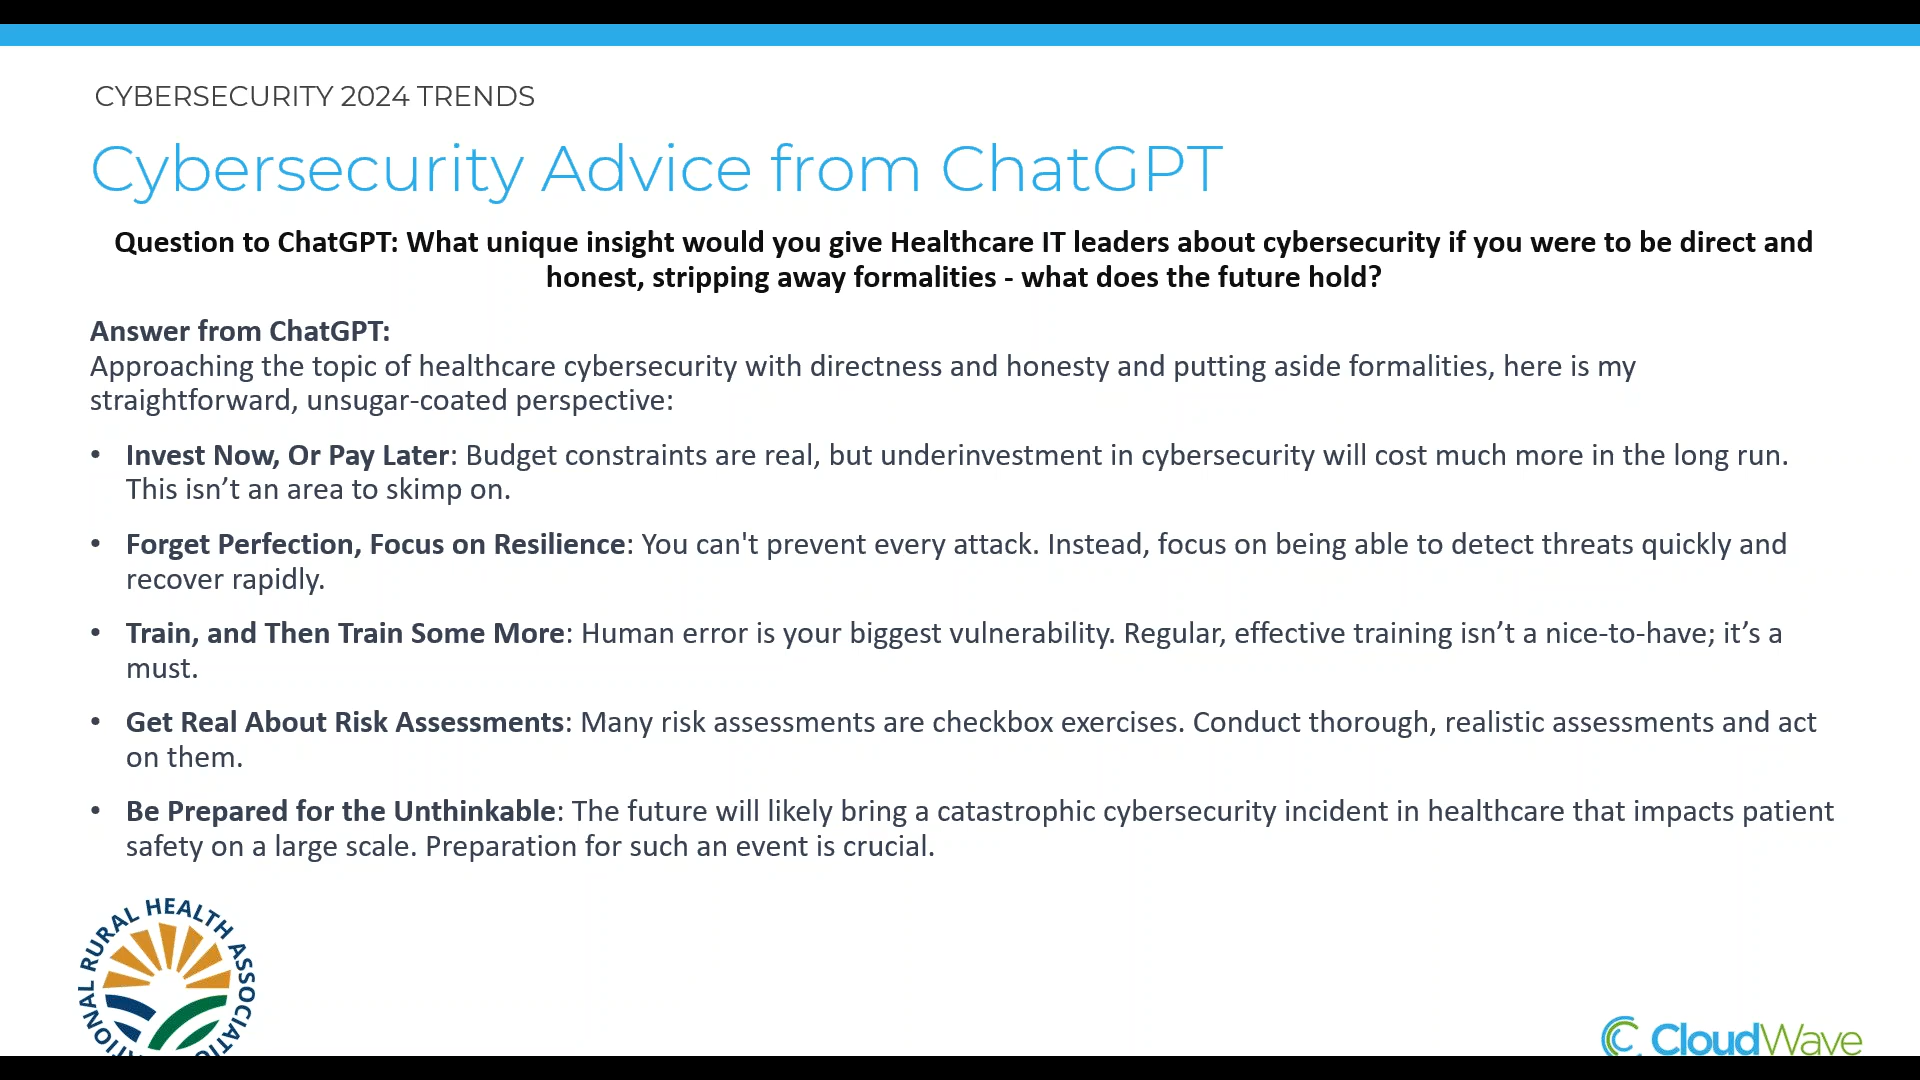 CYBERSECURITY 2024 TRENDS
Cybersecurity Advice from ChatGPT
Question to ChatGPT: What unique insight would you give Healthcare IT leaders about cybersecurity if you were to be direct and
honest, stripping away formalities - what does the future hold?
Answer from ChatGPT:
Approaching the topic of healthcare cybersecurity with directness and honesty and putting aside formalities, here is my
straightforward, unsugar-coated perspective:
• Invest Now, Or Pay Later: Budget constraints are real, but underinvestment in cybersecurity will cost much more in the long run.
This isn’t an area to skimp on.
• Forget Perfection, Focus on Resilience: You can't prevent every attack. Instead, focus on being able to detect threats quickly and
recover rapidly.
• Train, and Then Train Some More: Human error is your biggest vulnerability. Regular, effective training isn’t a nice-to-have; it’s a
must.
• Get Real About Risk Assessments: Many risk assessments are checkbox exercises. Conduct thorough, realistic assessments and act
on them.
• Be Prepared for the Unthinkable: The future will likely bring a catastrophic cybersecurity incident in healthcare that impacts patient
safety on a large scale. Preparation for such an event is crucial.
RURAL HEALTH
CloudWave